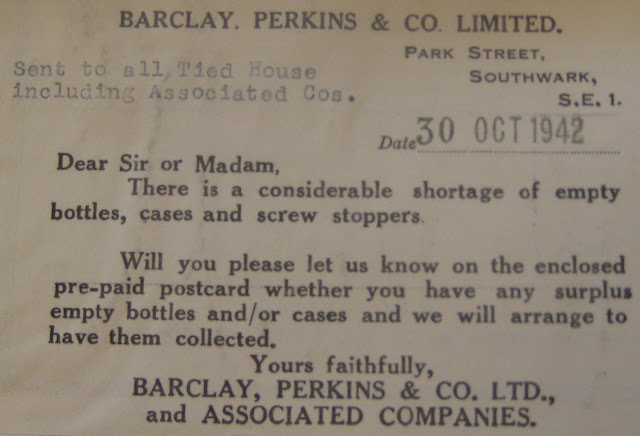 BARCLAY, PERKINS & CO. LIMITED.
PARK STREET,
SOUTHWARK,
S.E. 1.
Sent to all Tied House
including Associated Cos.
Date 30 OCT 1942
Dear Sir or Madam,
There is a considerable shortage of empty
bottles, cases and screw stoppers.
Will you please let us know on the enclosed
pre-paid postcard whether you have any surplus
empty bottles and/or cases and we will arrange to
have them collected.
Yours faithfully,
BARCLAY, PERKINS & CO. LTD.,
and ASSOCIATED COMPANIES.